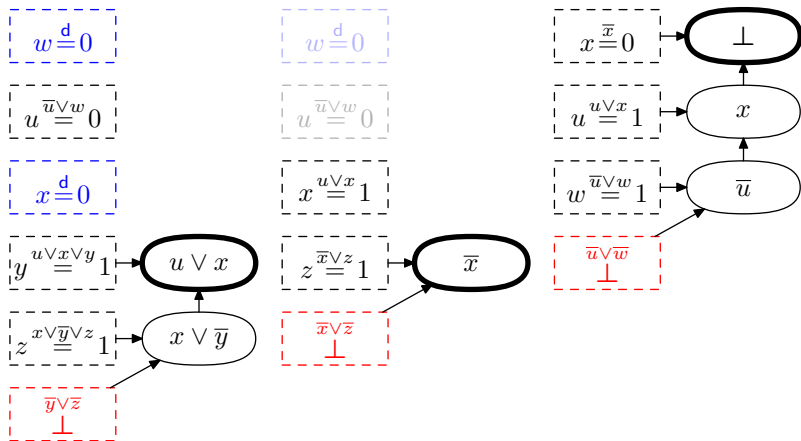 w =^d 0
u =^{u̅∨w} 0
x =^d 0
y =^{u∨x∨y} 1
u ∨ x
z =^{x∨y̅∨z} 1
x ∨ y̅
y̅∨z̅
⊥
w =^d 0
u =^{u̅∨w} 0
x =^{u∨x} 1
z =^{x̅∨z} 1
x̅
x̅∨z̅
⊥
x =^{x̅} 0
⊥
u =^{u∨x} 1
x
w =^{u̅∨w} 1
u̅
u̅∨w̅
⊥